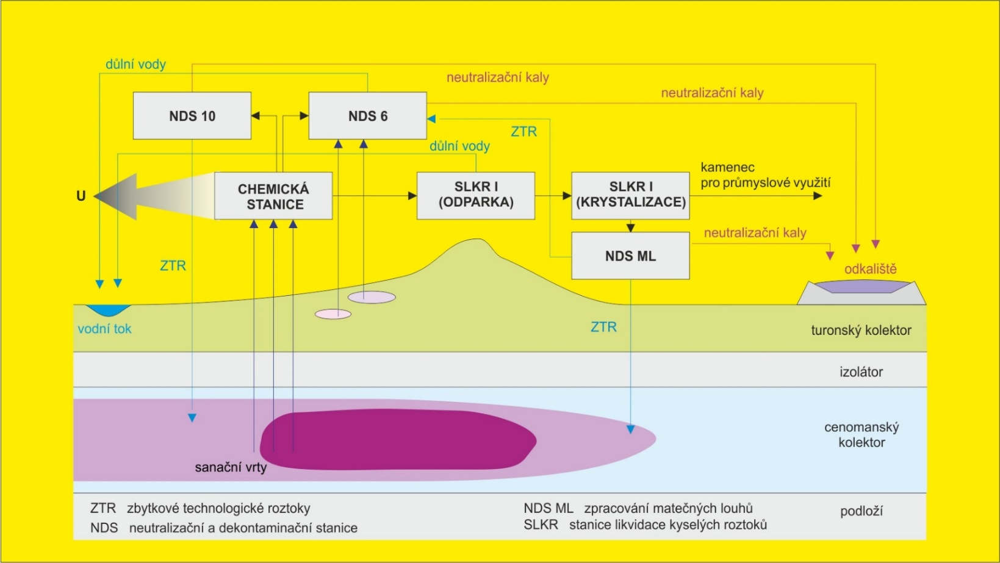 důlní vody
neutralizační kaly
neutralizační kaly
NDS 10
NDS 6
ZTR
důlní vody
kamenec
pro průmyslové využití
U
CHEMICKÁ
STANICE
SLKR I
(ODPARKA)
SLKR I
(KRYSTALIZACE)
neutralizační kaly
NDS ML
ZTR
odkaliště
vodní tok
ZTR
turonský kolektor
izolátor
cenomanský
kolektor
sanační vrty
ZTR zbytkové technologické roztoky
NDS neutralizační a dekontaminační stanice
NDS ML zpracování matečných louhů
SLKR stanice likvidace kyselých roztoků
podloží